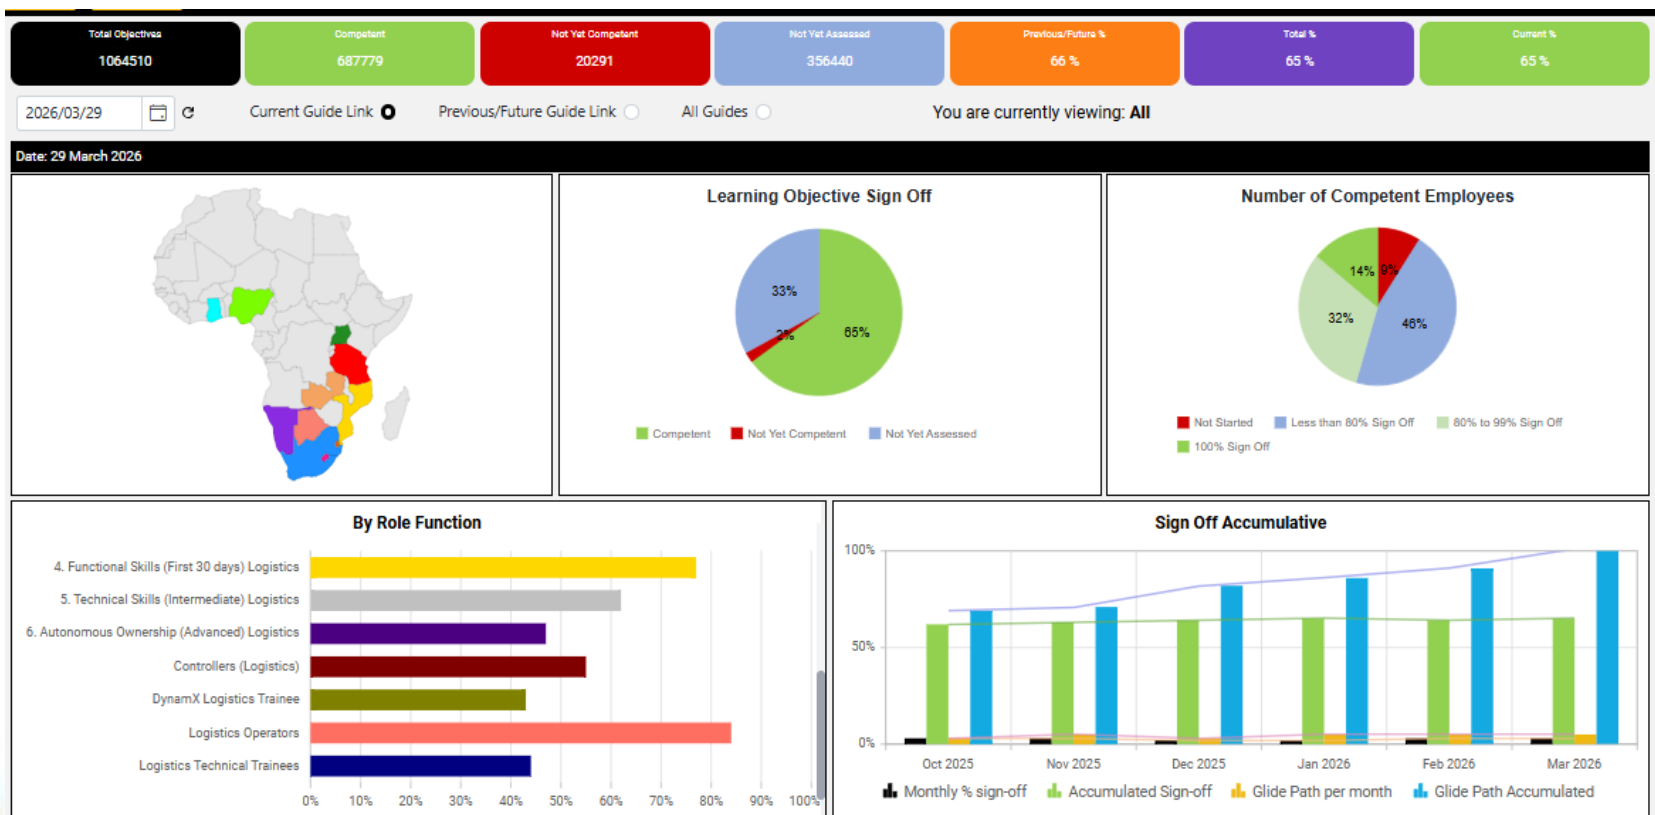 Total Objectives
1064510
Competent
687779
Not Yet Competent
20291
Not Yet Assessed
356440
Previous/Future %
66 %
Total %
65 %
Current %
65 %
2026/03/29
Current Guide Link
Previous/Future Guide Link
All Guides
You are currently viewing: All
Date: 29 March 2026
Learning Objective Sign Off
33%
2%
65%
Competent
Not Yet Competent
Not Yet Assessed
Number of Competent Employees
14%
9%
32%
46%
Not Started
Less than 80% Sign Off
80% to 99% Sign Off
100% Sign Off
By Role Function
4. Functional Skills (First 30 days) Logistics
5. Technical Skills (Intermediate) Logistics
6. Autonomous Ownership (Advanced) Logistics
Controllers (Logistics)
DynamX Logistics Trainee
Logistics Operators
Logistics Technical Trainees
0% 10% 20% 30% 40% 50% 60% 70% 80% 90% 100%
Sign Off Accumulative
100%
50%
0%
Oct 2025 Nov 2025 Dec 2025 Jan 2026 Feb 2026 Mar 2026
Monthly % sign-off Accumulated Sign-off Glide Path per month Glide Path Accumulated